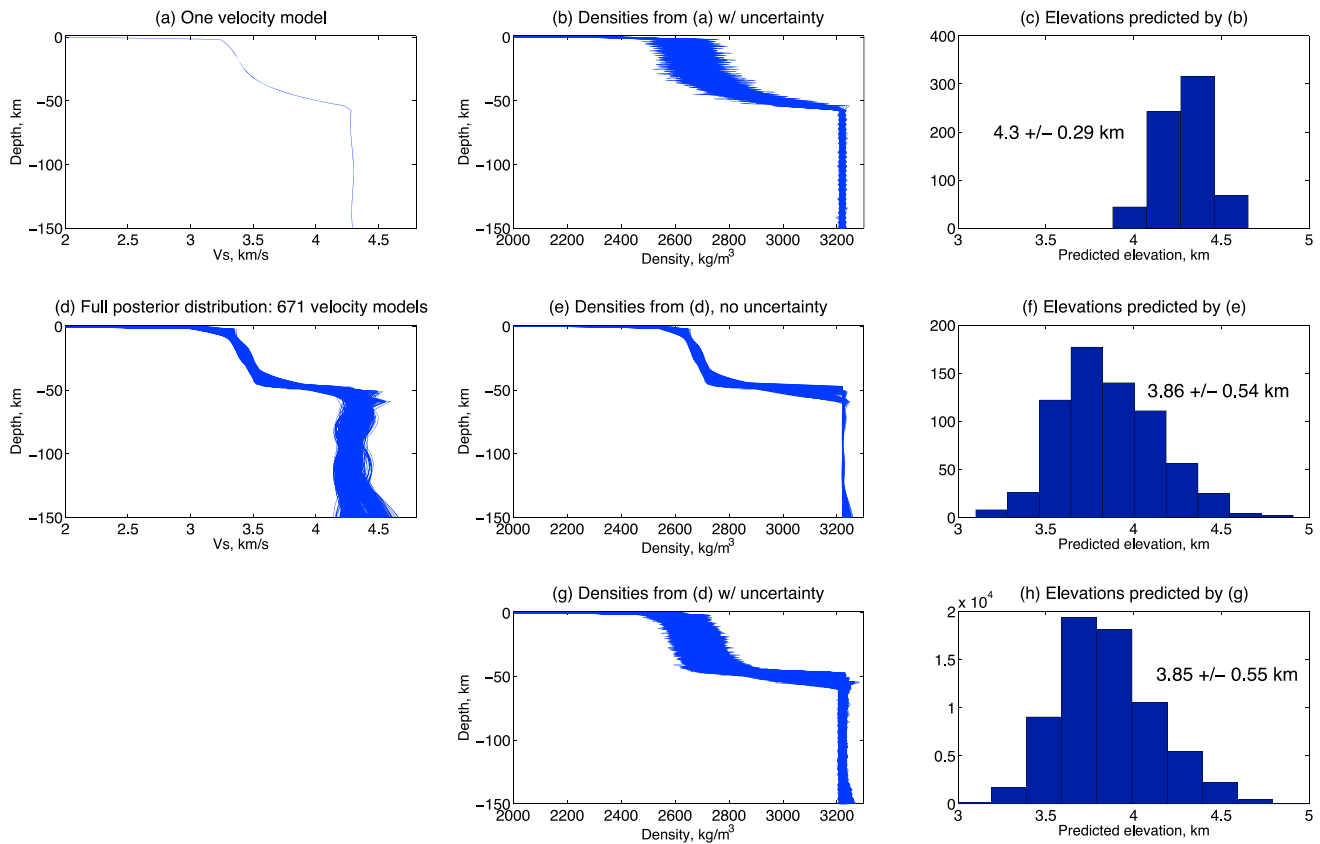 (a) One velocity model
0
−50
−100
−150
Depth, km
2 2.5 3 3.5 4 4.5
Vs, km/s
(b) Densities from (a) w/ uncertainty
0
−50
−100
−150
Depth, km
2000 2200 2400 2600 2800 3000 3200
Density, kg/m³
(c) Elevations predicted by (b)
400
300
200
100
0
4.3 +/− 0.29 km
3 3.5 4 4.5 5
Predicted elevation, km
(d) Full posterior distribution: 671 velocity models
0
−50
−100
−150
Depth, km
2 2.5 3 3.5 4 4.5
Vs, km/s
(e) Densities from (d), no uncertainty
0
−50
−100
−150
Depth, km
2000 2200 2400 2600 2800 3000 3200
Density, kg/m³
(f) Elevations predicted by (e)
200
150
100
50
0
3.86 +/− 0.54 km
3 3.5 4 4.5 5
Predicted elevation, km
(g) Densities from (d) w/ uncertainty
0
−50
−100
−150
Depth, km
2000 2200 2400 2600 2800 3000 3200
Density, kg/m³
(h) Elevations predicted by (g)
x 10⁴
2
1.5
1
0.5
0
3.85 +/− 0.55 km
3 3.5 4 4.5 5
Predicted elevation, km